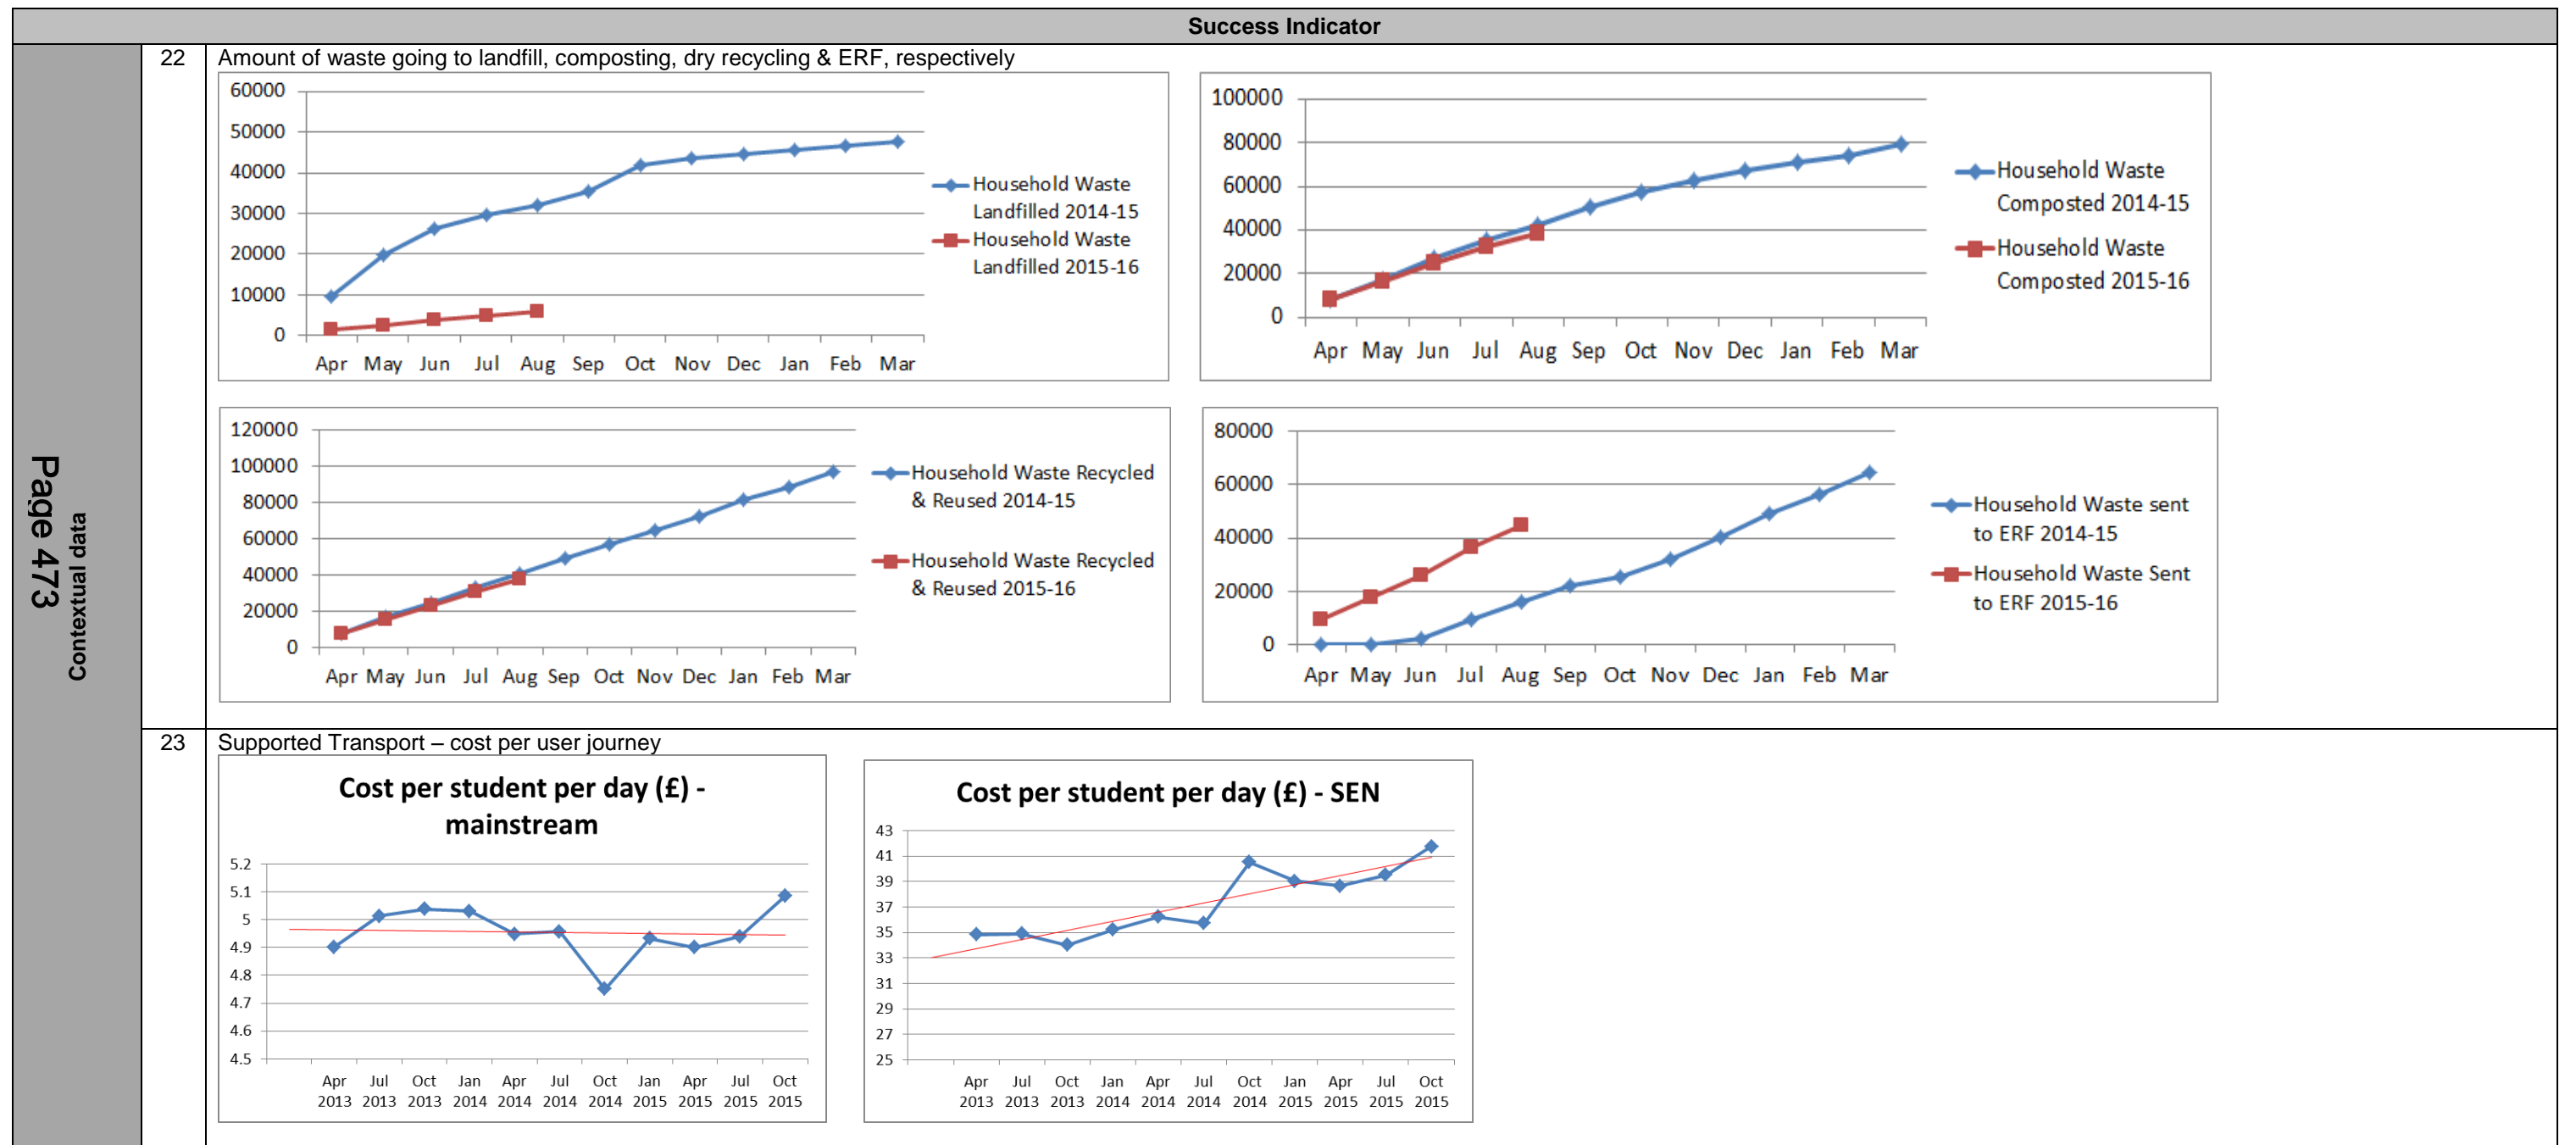 Success Indicator
Page 473
Contextual data
22
Amount of waste going to landfill, composting, dry recycling & ERF, respectively
60000
50000
40000
30000
20000
10000
0
Apr May Jun Jul Aug Sep Oct Nov Dec Jan Feb Mar
Household Waste
Landfilled 2014-15
Household Waste
Landfilled 2015-16
100000
80000
60000
40000
20000
0
Apr May Jun Jul Aug Sep Oct Nov Dec Jan Feb Mar
Household Waste
Composted 2014-15
Household Waste
Composted 2015-16
120000
100000
80000
60000
40000
20000
0
Apr May Jun Jul Aug Sep Oct Nov Dec Jan Feb Mar
Household Waste Recycled
& Reused 2014-15
Household Waste Recycled
& Reused 2015-16
80000
60000
40000
20000
0
Apr May Jun Jul Aug Sep Oct Nov Dec Jan Feb Mar
Household Waste sent
to ERF 2014-15
Household Waste Sent
to ERF 2015-16
23
Supported Transport – cost per user journey
Cost per student per day (£) -
mainstream
5.2
5.1
5
4.9
4.8
4.7
4.6
4.5
Apr Jul Oct Jan Apr Jul Oct Jan Apr Jul Oct
2013 2013 2013 2014 2014 2014 2014 2015 2015 2015 2015
Cost per student per day (£) - SEN
43
41
39
37
35
33
31
29
27
25
Apr Jul Oct Jan Apr Jul Oct Jan Apr Jul Oct
2013 2013 2013 2014 2014 2014 2014 2015 2015 2015 2015